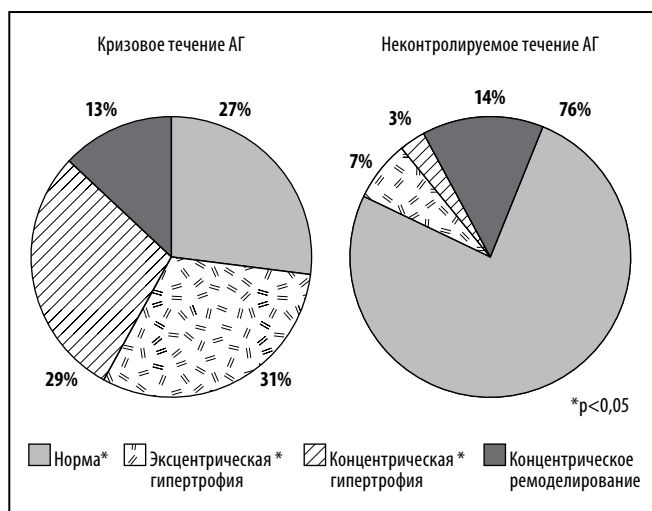 Кризовое течение АГ
Неконтролируемое течение АГ
13%
27%
29%
31%
3%
14%
76%
7%
*p<0,05
Норма*
Эксцентрическая *
гипертрофия
Концентрическая *
гипертрофия
Концентрическое
ремоделирование